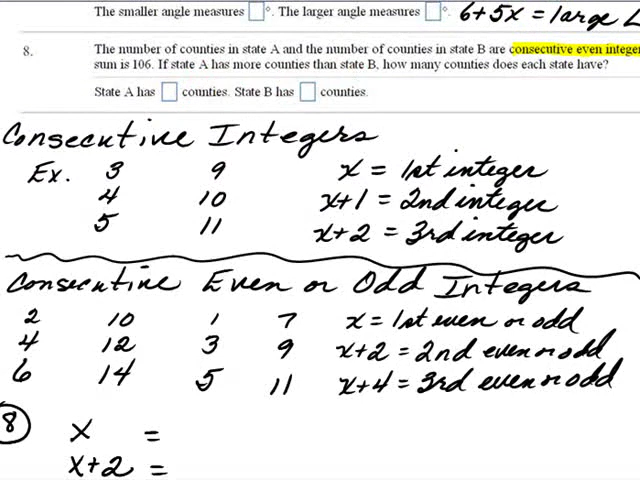 The smaller angle measures °. The larger angle measures °. 6+5x = large
8. The number of counties in state A and the number of counties in state B are consecutive even integer
sum is 106. If state A has more counties than state B, how many counties does each state have?
State A has counties. State B has counties.
Consecutive Integers
Ex. 3 9 x = 1st integer
4 10 x+1 = 2nd integer
5 11 x+2 = 3rd integer
Consecutive Even or Odd Integers
2 10 1 7 x = 1st even or odd
4 12 3 9 x+2 = 2nd even or odd
6 14 5 11 x+4 = 3rd even or odd
8 x =
x+2 =